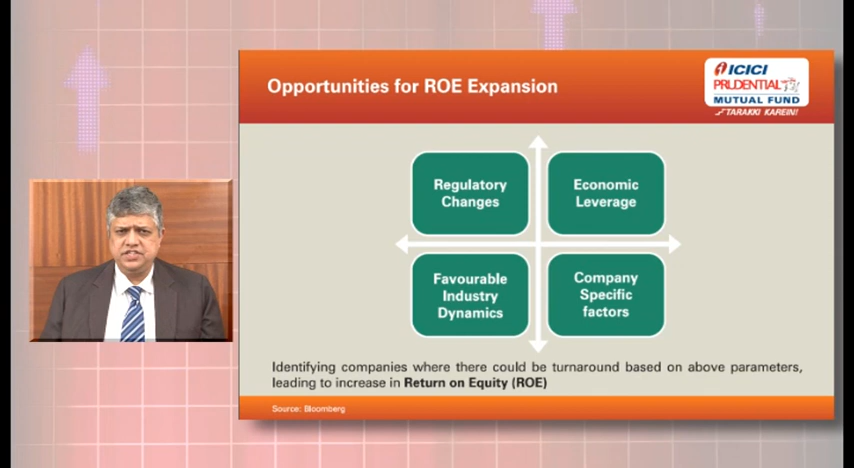 Opportunities for ROE Expansion
ICICI
PRUDENTIAL
MUTUAL FUND
TARAKKI KAREIN!
Regulatory
Changes
Economic
Leverage
Favourable
Industry
Dynamics
Company
Specific
factors
Identifying companies where there could be turnaround based on above parameters,
leading to increase in Return on Equity (ROE)
Source: Bloomberg